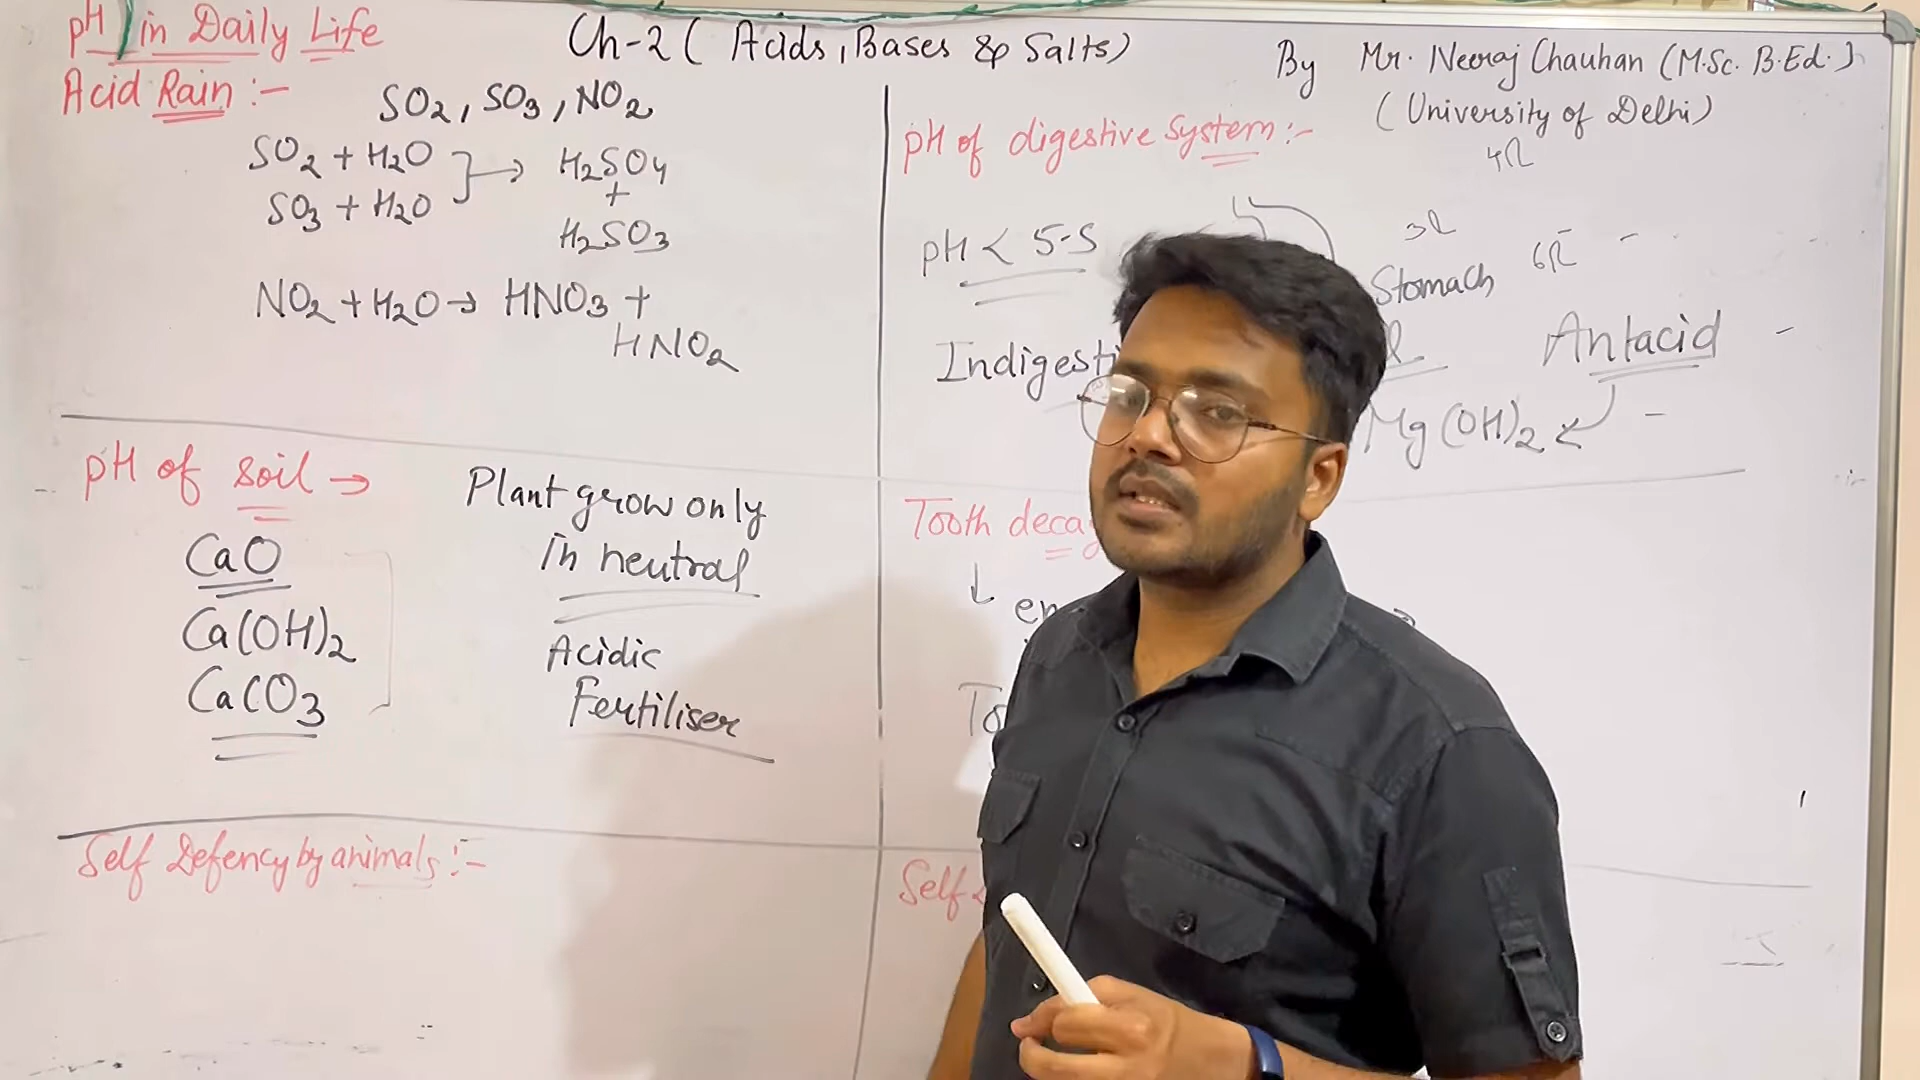 pH in Daily Life
Ch-2 ( Acids, Bases & Salts)
By Mr. Neeraj Chauhan (M.Sc. B.Ed.)
(University of Delhi)
Acid Rain :-
SO2, SO3, NO2
SO2 + H2O
SO3 + H2O
→ H2SO4
+
H2SO3
NO2 + H2O → HNO3 +
HNO2
pH of soil →
CaO
Ca(OH)2
CaCO3
Plant grow only
in neutral
Acidic
Fertiliser
Self Defency by animals :-
pH of digestive System :-
pH < 5-5
Stomach
Indigesti
Antacid
Mg(OH)2
Tooth deca
↓
Self